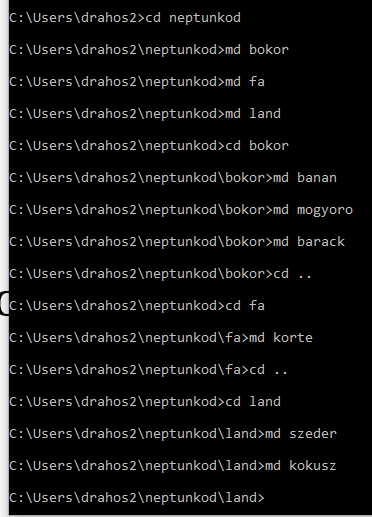 C:\Users\drahos2>cd neptunkod
C:\Users\drahos2\neptunkod>md bokor
C:\Users\drahos2\neptunkod>md fa
C:\Users\drahos2\neptunkod>md land
C:\Users\drahos2\neptunkod>cd bokor
C:\Users\drahos2\neptunkod\bokor>md banan
C:\Users\drahos2\neptunkod\bokor>md mogyoro
C:\Users\drahos2\neptunkod\bokor>md barack
C:\Users\drahos2\neptunkod\bokor>cd ..
C:\Users\drahos2\neptunkod>cd fa
C:\Users\drahos2\neptunkod\fa>md korte
C:\Users\drahos2\neptunkod\fa>cd ..
C:\Users\drahos2\neptunkod>cd land
C:\Users\drahos2\neptunkod\land>md szeder
C:\Users\drahos2\neptunkod\land>md kokusz
C:\Users\drahos2\neptunkod\land>